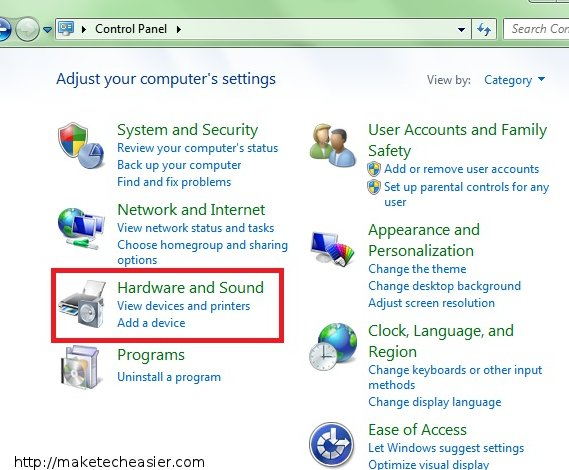 Control Panel
Search Con
Adjust your computer's settings
View by:
Category
System and Security
Review your computer's status
Back up your computer
Find and fix problems
Network and Internet
View network status and tasks
Choose homegroup and sharing
options
Hardware and Sound
View devices and printers
Add a device
Programs
Uninstall a program
User Accounts and Family
Safety
Add or remove user accounts
Set up parental controls for any
user
Appearance and
Personalization
Change the theme
Change desktop background
Adjust screen resolution
Clock, Language, and
Region
Change keyboards or other input
methods
Change display language
Ease of Access
Let Windows suggest settings
Optimize visual display
http://maketecheasier.com